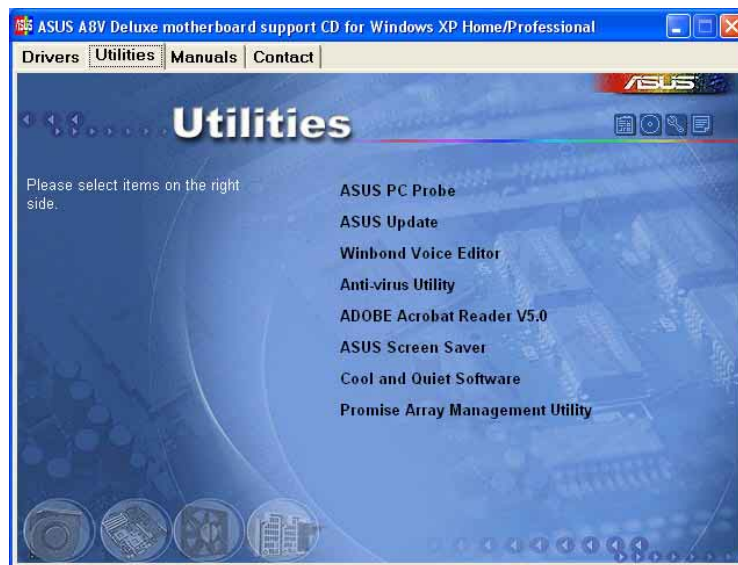 ASUS A8V Deluxe motherboard support CD for Windows XP Home/Professional
Drivers Utilities Manuals Contact
ASUS
Utilities
Please select items on the right
side.
ASUS PC Probe
ASUS Update
Winbond Voice Editor
Anti-virus Utility
ADOBE Acrobat Reader V5.0
ASUS Screen Saver
Cool and Quiet Software
Promise Array Management Utility